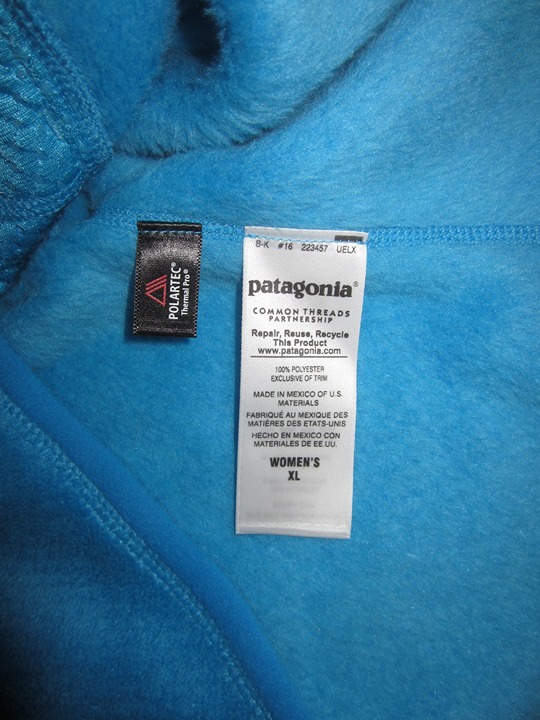 POLARTEC®
Thermal Pro®
B-K #16 223457 UELX
patagonia®
COMMON THREADS
PARTNERSHIP
Repair, Reuse, Recycle
This Product
www.patagonia.com
100% POLYESTER
EXCLUSIVE OF TRIM
MADE IN MEXICO OF U.S.
MATERIALS
FABRIQUÉ AU MEXIQUE DES
MATIÈRES DES ETATS-UNIS
HECHO EN MEXICO CON
MATERIALES DE EE.UU.
WOMEN'S
XL